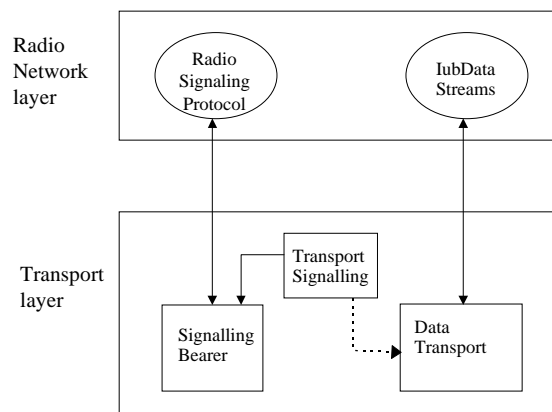 Radio
Network
layer
Radio
Signaling
Protocol
IubData
Streams
Transport
layer
Transport
Signalling
Signalling
Bearer
Data
Transport